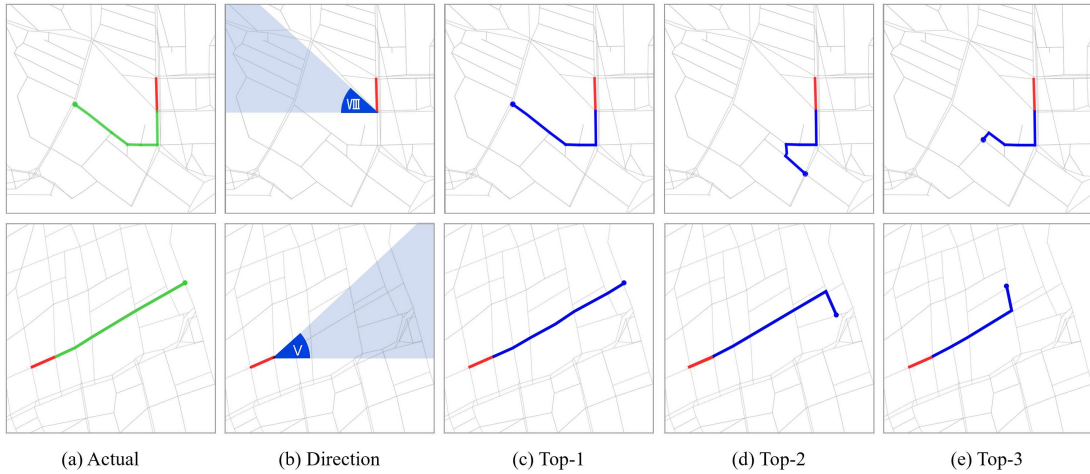 VIII
V
(a) Actual
(b) Direction
(c) Top-1
(d) Top-2
(e) Top-3